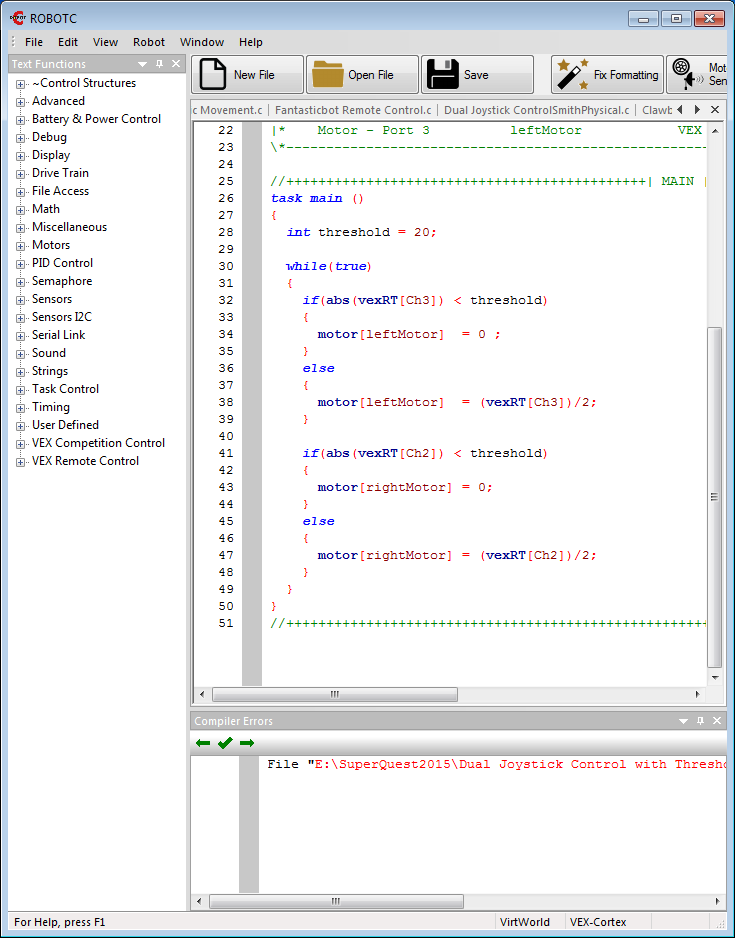 ROBOTC
File Edit View Robot Window Help
Text Functions
New File Open File Save Fix Formatting Mot
Sen
c Movement.c | Fantasticbot Remote Control.c | Dual Joystick ControlSmithPhysical.c | Clawb
~Control Structures
Advanced
Battery & Power Control
Debug
Display
Drive Train
File Access
Math
Miscellaneous
Motors
PID Control
Semaphore
Sensors
Sensors I2C
Serial Link
Sound
Strings
Task Control
Timing
User Defined
VEX Competition Control
VEX Remote Control
22 |*    Motor - Port 3          leftMotor            VEX
23 \*-----------------------------------------------------
24
25 //+++++++++++++++++++++++++++++++++++++++++++++| MAIN |
26 task main ()
27 {
28   int threshold = 20;
29
30   while(true)
31   {
32     if(abs(vexRT[Ch3]) < threshold)
33     {
34       motor[leftMotor]  = 0 ;
35     }
36     else
37     {
38       motor[leftMotor]  = (vexRT[Ch3])/2;
39     }
40
41     if(abs(vexRT[Ch2]) < threshold)
42     {
43       motor[rightMotor] = 0;
44     }
45     else
46     {
47       motor[rightMotor] = (vexRT[Ch2])/2;
48     }
49   }
50 }
51 //+++++++++++++++++++++++++++++++++++++++++++++++++++++
Compiler Errors
File "E:\SuperQuest2015\Dual Joystick Control with Thresho
For Help, press F1 VirtWorld VEX-Cortex